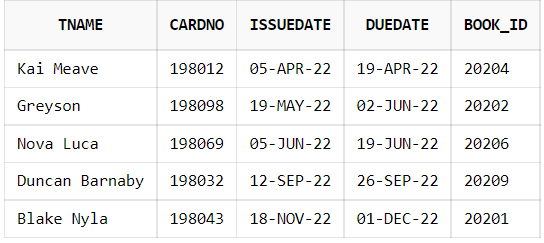 TNAME CARDNO ISSUEDATE DUEDATE BOOK_ID
Kai Meave 198012 05-APR-22 19-APR-22 20204
Greyson 198098 19-MAY-22 02-JUN-22 20202
Nova Luca 198069 05-JUN-22 19-JUN-22 20206
Duncan Barnaby 198032 12-SEP-22 26-SEP-22 20209
Blake Nyla 198043 18-NOV-22 01-DEC-22 20201